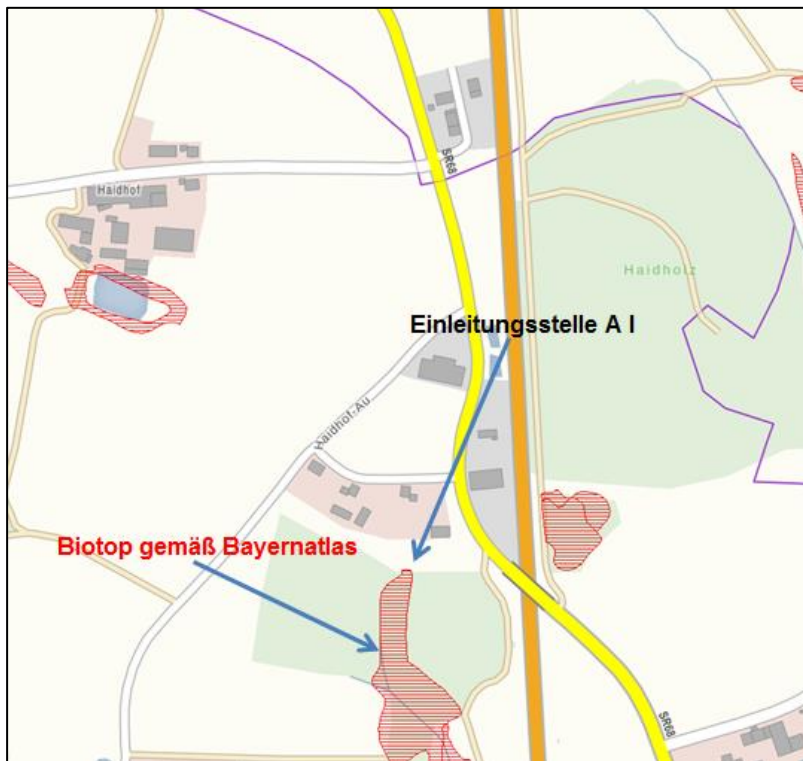 SR68
Haidhof
Haidholz
Einleitungsstelle A I
Haidhof-Au
Biotop gemäß Bayernatlas
SR68